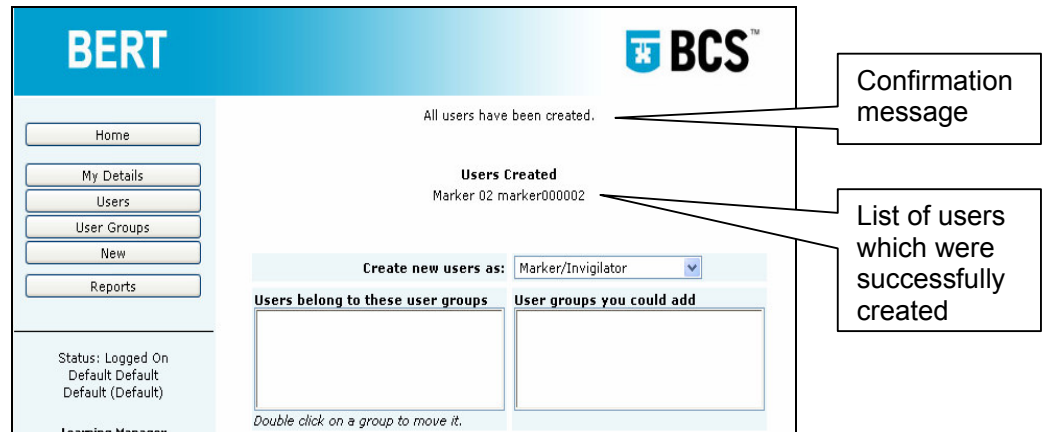 BERT
BCS™
All users have been created.
Confirmation
message
Home
My Details
Users
User Groups
New
Reports
Users Created
Marker 02 marker000002
List of users
which were
successfully
created
Create new users as: Marker/Invigilator
Users belong to these user groups
User groups you could add
Double click on a group to move it.
Status: Logged On
Default Default
Default (Default)
Learning Manager